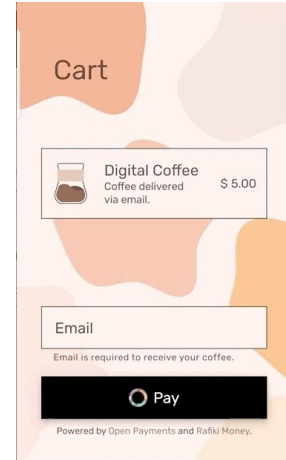 Cart
Digital Coffee
Coffee delivered
via email.
$ 5.00
Email
Email is required to receive your coffee.
Pay
Powered by Open Payments and Rafiki Money.